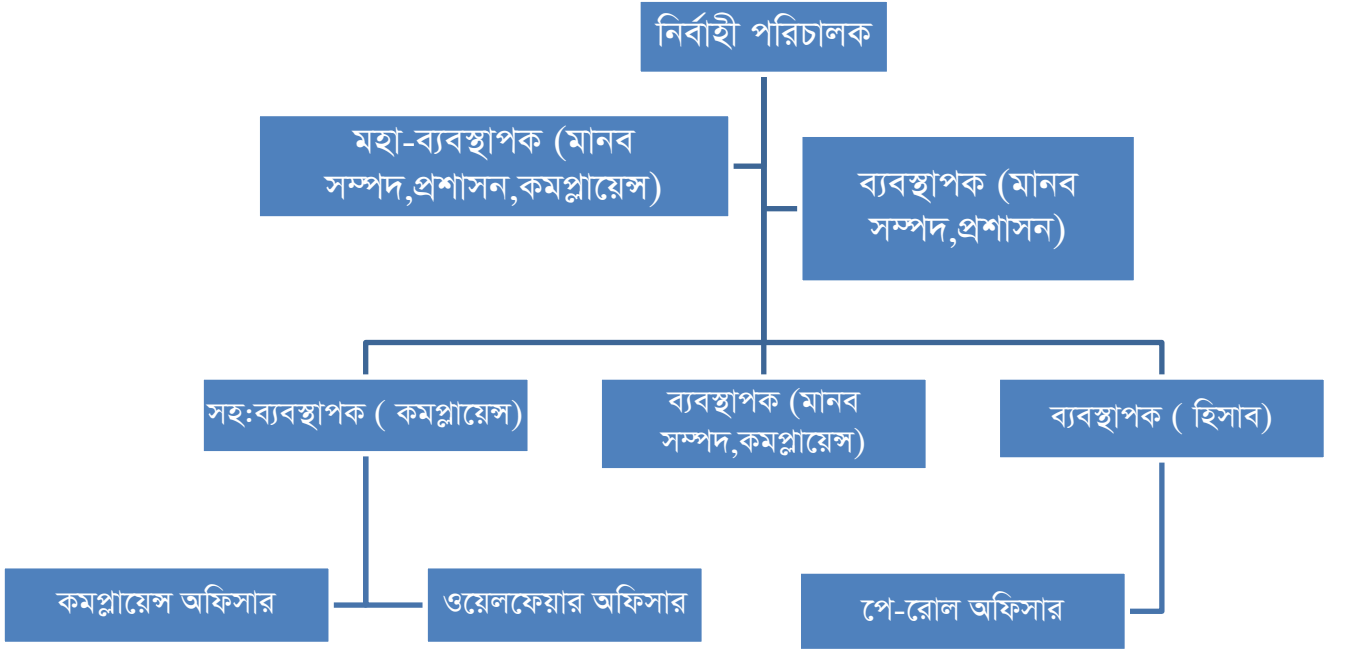 নির্বাহী পরিচালক
মহা-ব্যবস্থাপক (মানব
সম্পদ,প্রশাসন,কমপ্লায়েন্স)
ব্যবস্থাপক (মানব
সম্পদ,প্রশাসন)
সহ:ব্যবস্থাপক ( কমপ্লায়েন্স)
ব্যবস্থাপক (মানব
সম্পদ,কমপ্লায়েন্স)
ব্যবস্থাপক ( হিসাব)
কমপ্লায়েন্স অফিসার
ওয়েলফেয়ার অফিসার
পে-রোল অফিসার